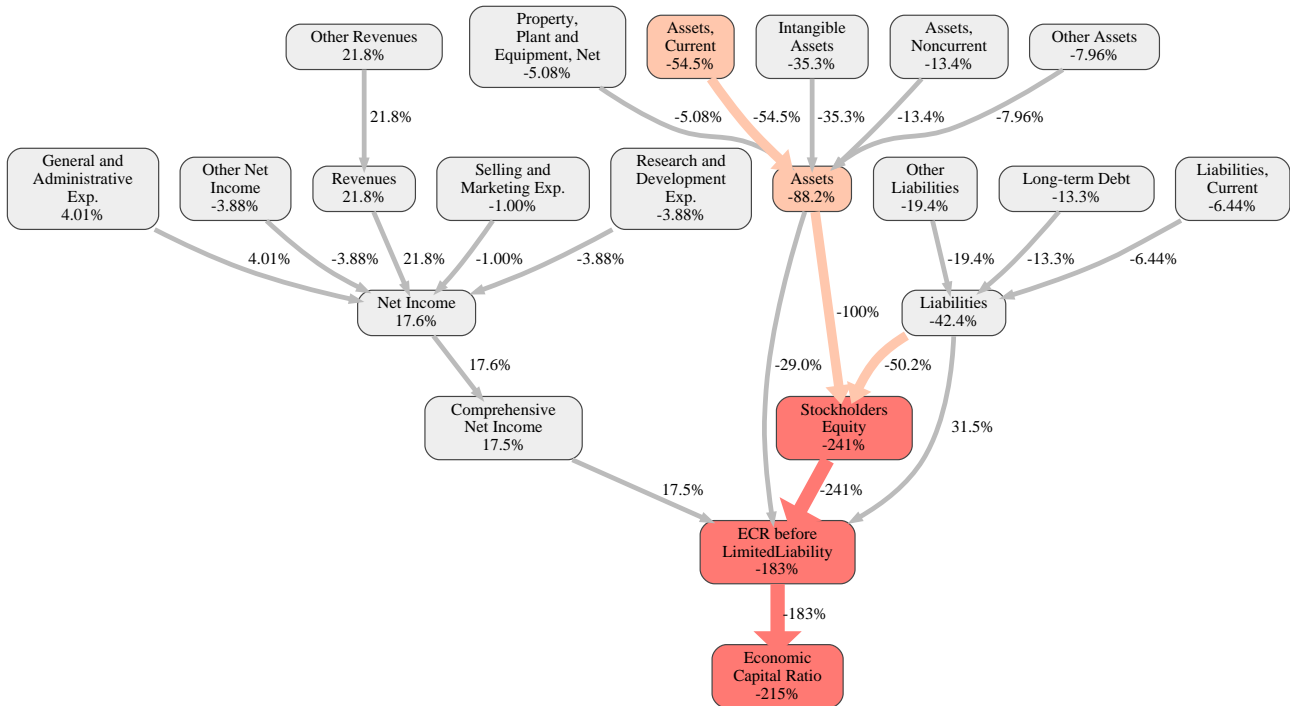 Other Revenues
21.8%
Property,
Plant and
Equipment, Net
-5.08%
Assets,
Current
-54.5%
Intangible
Assets
-35.3%
Assets,
Noncurrent
-13.4%
Other Assets
-7.96%
21.8%
-5.08%
-54.5%
-35.3%
-13.4%
-7.96%
General and
Administrative
Exp.
4.01%
Other Net
Income
-3.88%
Revenues
21.8%
Selling and
Marketing Exp.
-1.00%
Research and
Development
Exp.
-3.88%
Assets
-88.2%
Other
Liabilities
-19.4%
Long-term Debt
-13.3%
Liabilities,
Current
-6.44%
4.01%
-3.88%
21.8%
-1.00%
-3.88%
-19.4%
-13.3%
-6.44%
Net Income
17.6%
Liabilities
-42.4%
-100%
17.6%
-29.0%
-50.2%
Comprehensive
Net Income
17.5%
Stockholders
Equity
-241%
31.5%
17.5%
-241%
ECR before
LimitedLiability
-183%
-183%
Economic
Capital Ratio
-215%